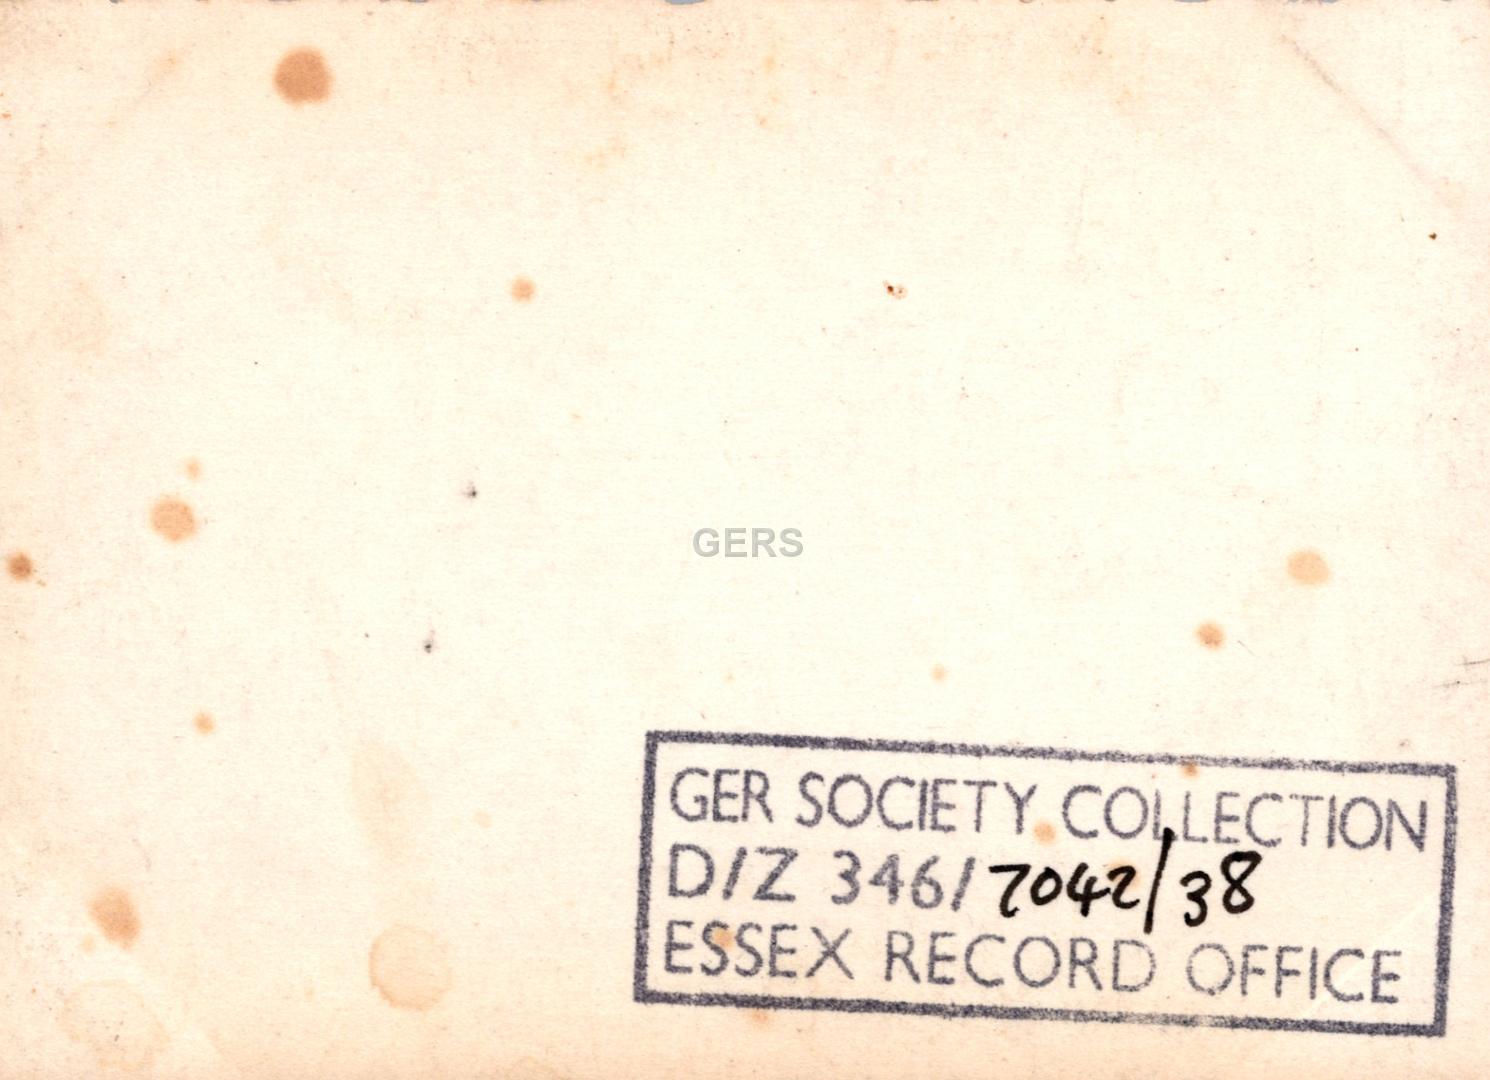 GERS
GER SOCIETY COLLECTION
D/Z 346/7042/38
ESSEX RECORD OFFICE